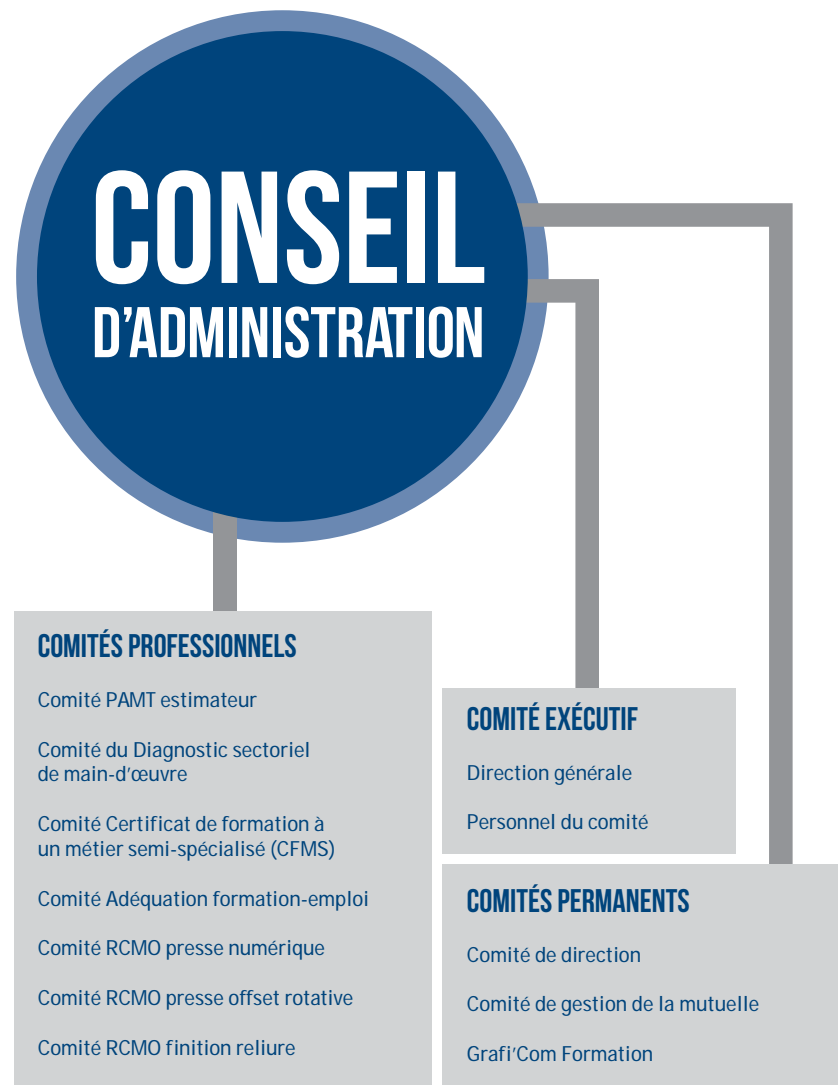 CONSEIL
D'ADMINISTRATION
COMITÉS PROFESSIONNELS
Comité PAMT estimateur
Comité du Diagnostic sectoriel
de main-d'œuvre
Comité Certificat de formation à
un métier semi-spécialisé (CFMS)
Comité Adéquation formation-emploi
Comité RCMO presse numérique
Comité RCMO presse offset rotative
Comité RCMO finition reliure
COMITÉ EXÉCUTIF
Direction générale
Personnel du comité
COMITÉS PERMANENTS
Comité de direction
Comité de gestion de la mutuelle
Grafi'Com Formation